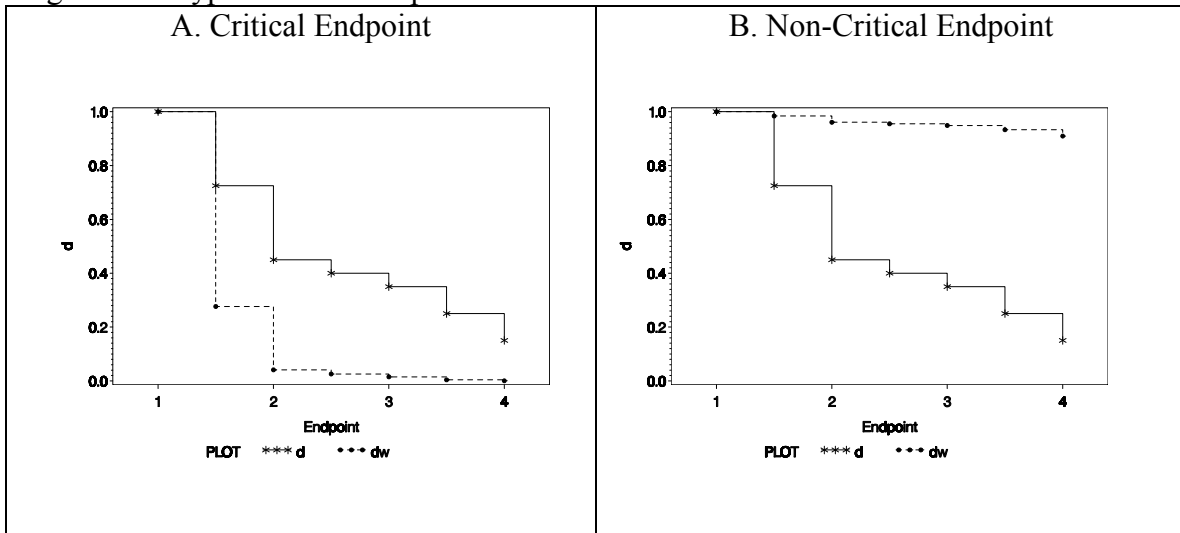 A. Critical Endpoint
B. Non-Critical Endpoint
1.0
0.8
0.6
0.4
0.2
0.0
d
1 2 3 4
Endpoint
PLOT d dw
1.0
0.8
0.6
0.4
0.2
0.0
d
1 2 3 4
Endpoint
PLOT d dw